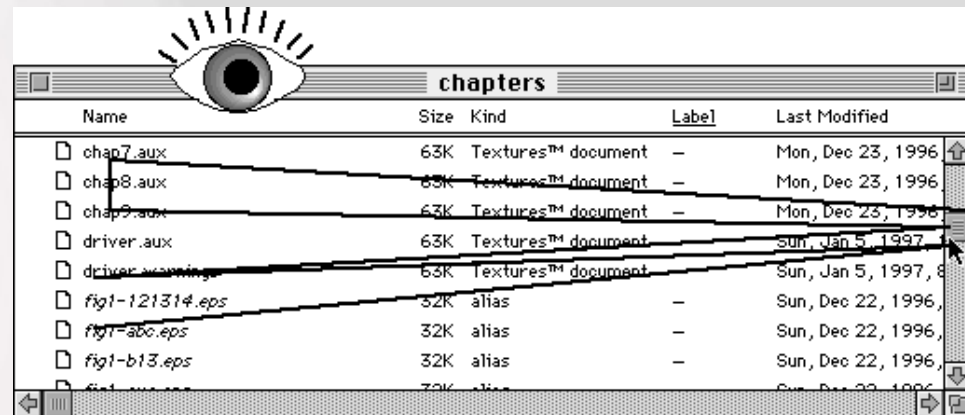 chapters
Name Size Kind Label Last Modified
chap7.aux 63K Textures™ document – Mon, Dec 23, 1996,
chap8.aux 63K Textures™ document – Mon, Dec 23, 1996,
chap9.aux 63K Textures™ document – Mon, Dec 23, 1996,
driver.aux 63K Textures™ document – Sun, Jan 5, 1997,
driver.warnings 63K Textures™ document – Sun, Jan 5, 1997, 8
fig1-121314.eps 32K alias – Sun, Dec 22, 1996,
fig1-abc.eps 32K alias – Sun, Dec 22, 1996,
fig1-b13.eps 32K alias – Sun, Dec 22, 1996,